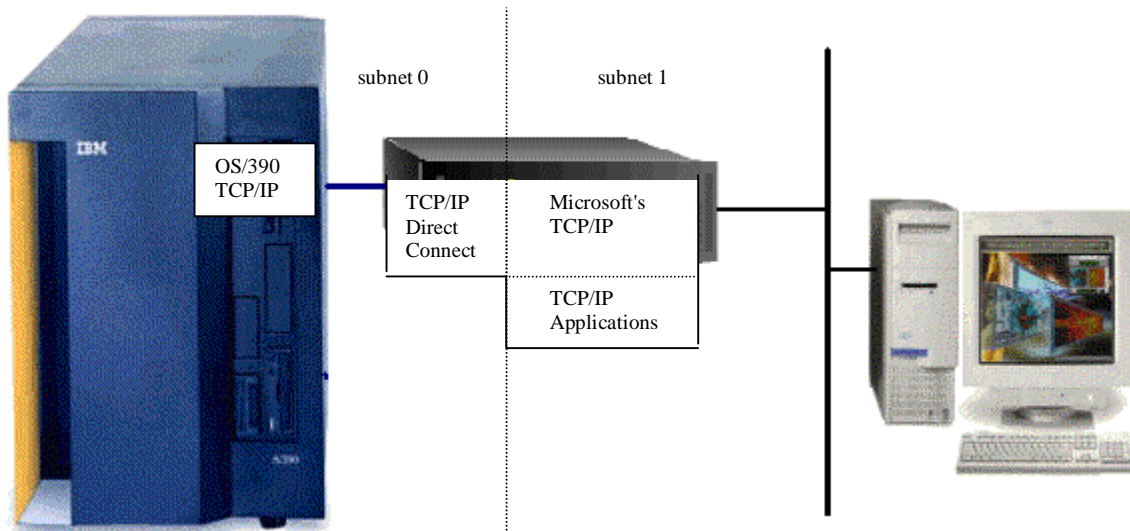 subnet 0
subnet 1
IBM
OS/390
TCP/IP
TCP/IP
Direct
Connect
Microsoft's
TCP/IP
TCP/IP
Applications